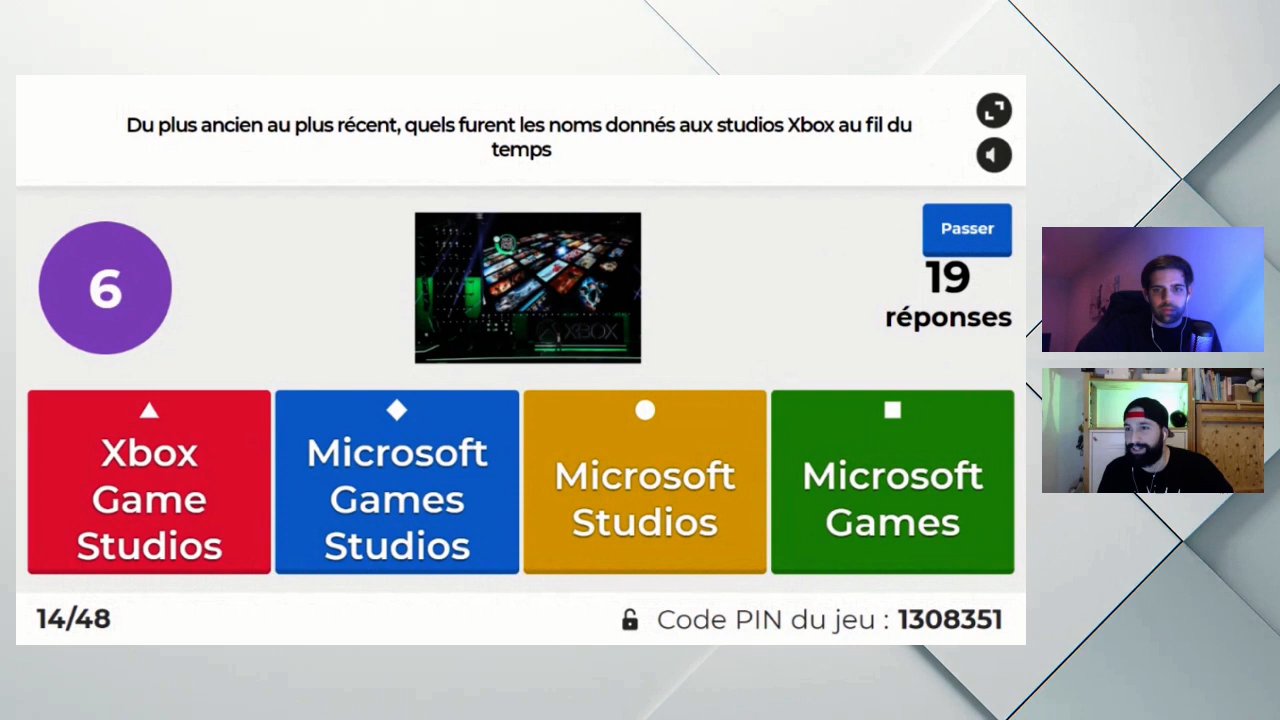 Du plus ancien au plus récent, quels furent les noms donnés aux studios Xbox au fil du
temps
6
XBOX
Passer
19
réponses
Xbox
Game
Studios
Microsoft
Games
Studios
Microsoft
Studios
Microsoft
Games
14/48
Code PIN du jeu : 1308351